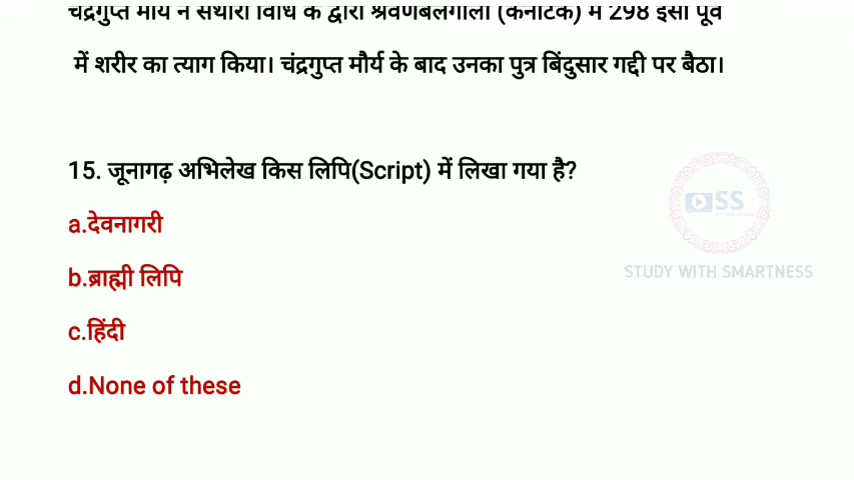 चंद्रगुप्त मौर्य ने संथारा विधि के द्वारा श्रवणबेलगोला (कर्नाटक) में 298 ईसा पूर्व
में शरीर का त्याग किया। चंद्रगुप्त मौर्य के बाद उनका पुत्र बिंदुसार गद्दी पर बैठा।
15. जूनागढ़ अभिलेख किस लिपि(Script) में लिखा गया है?
a.देवनागरी
b.ब्राह्मी लिपि
c.हिंदी
d.None of these
SS
STUDY WITH SMARTNESS